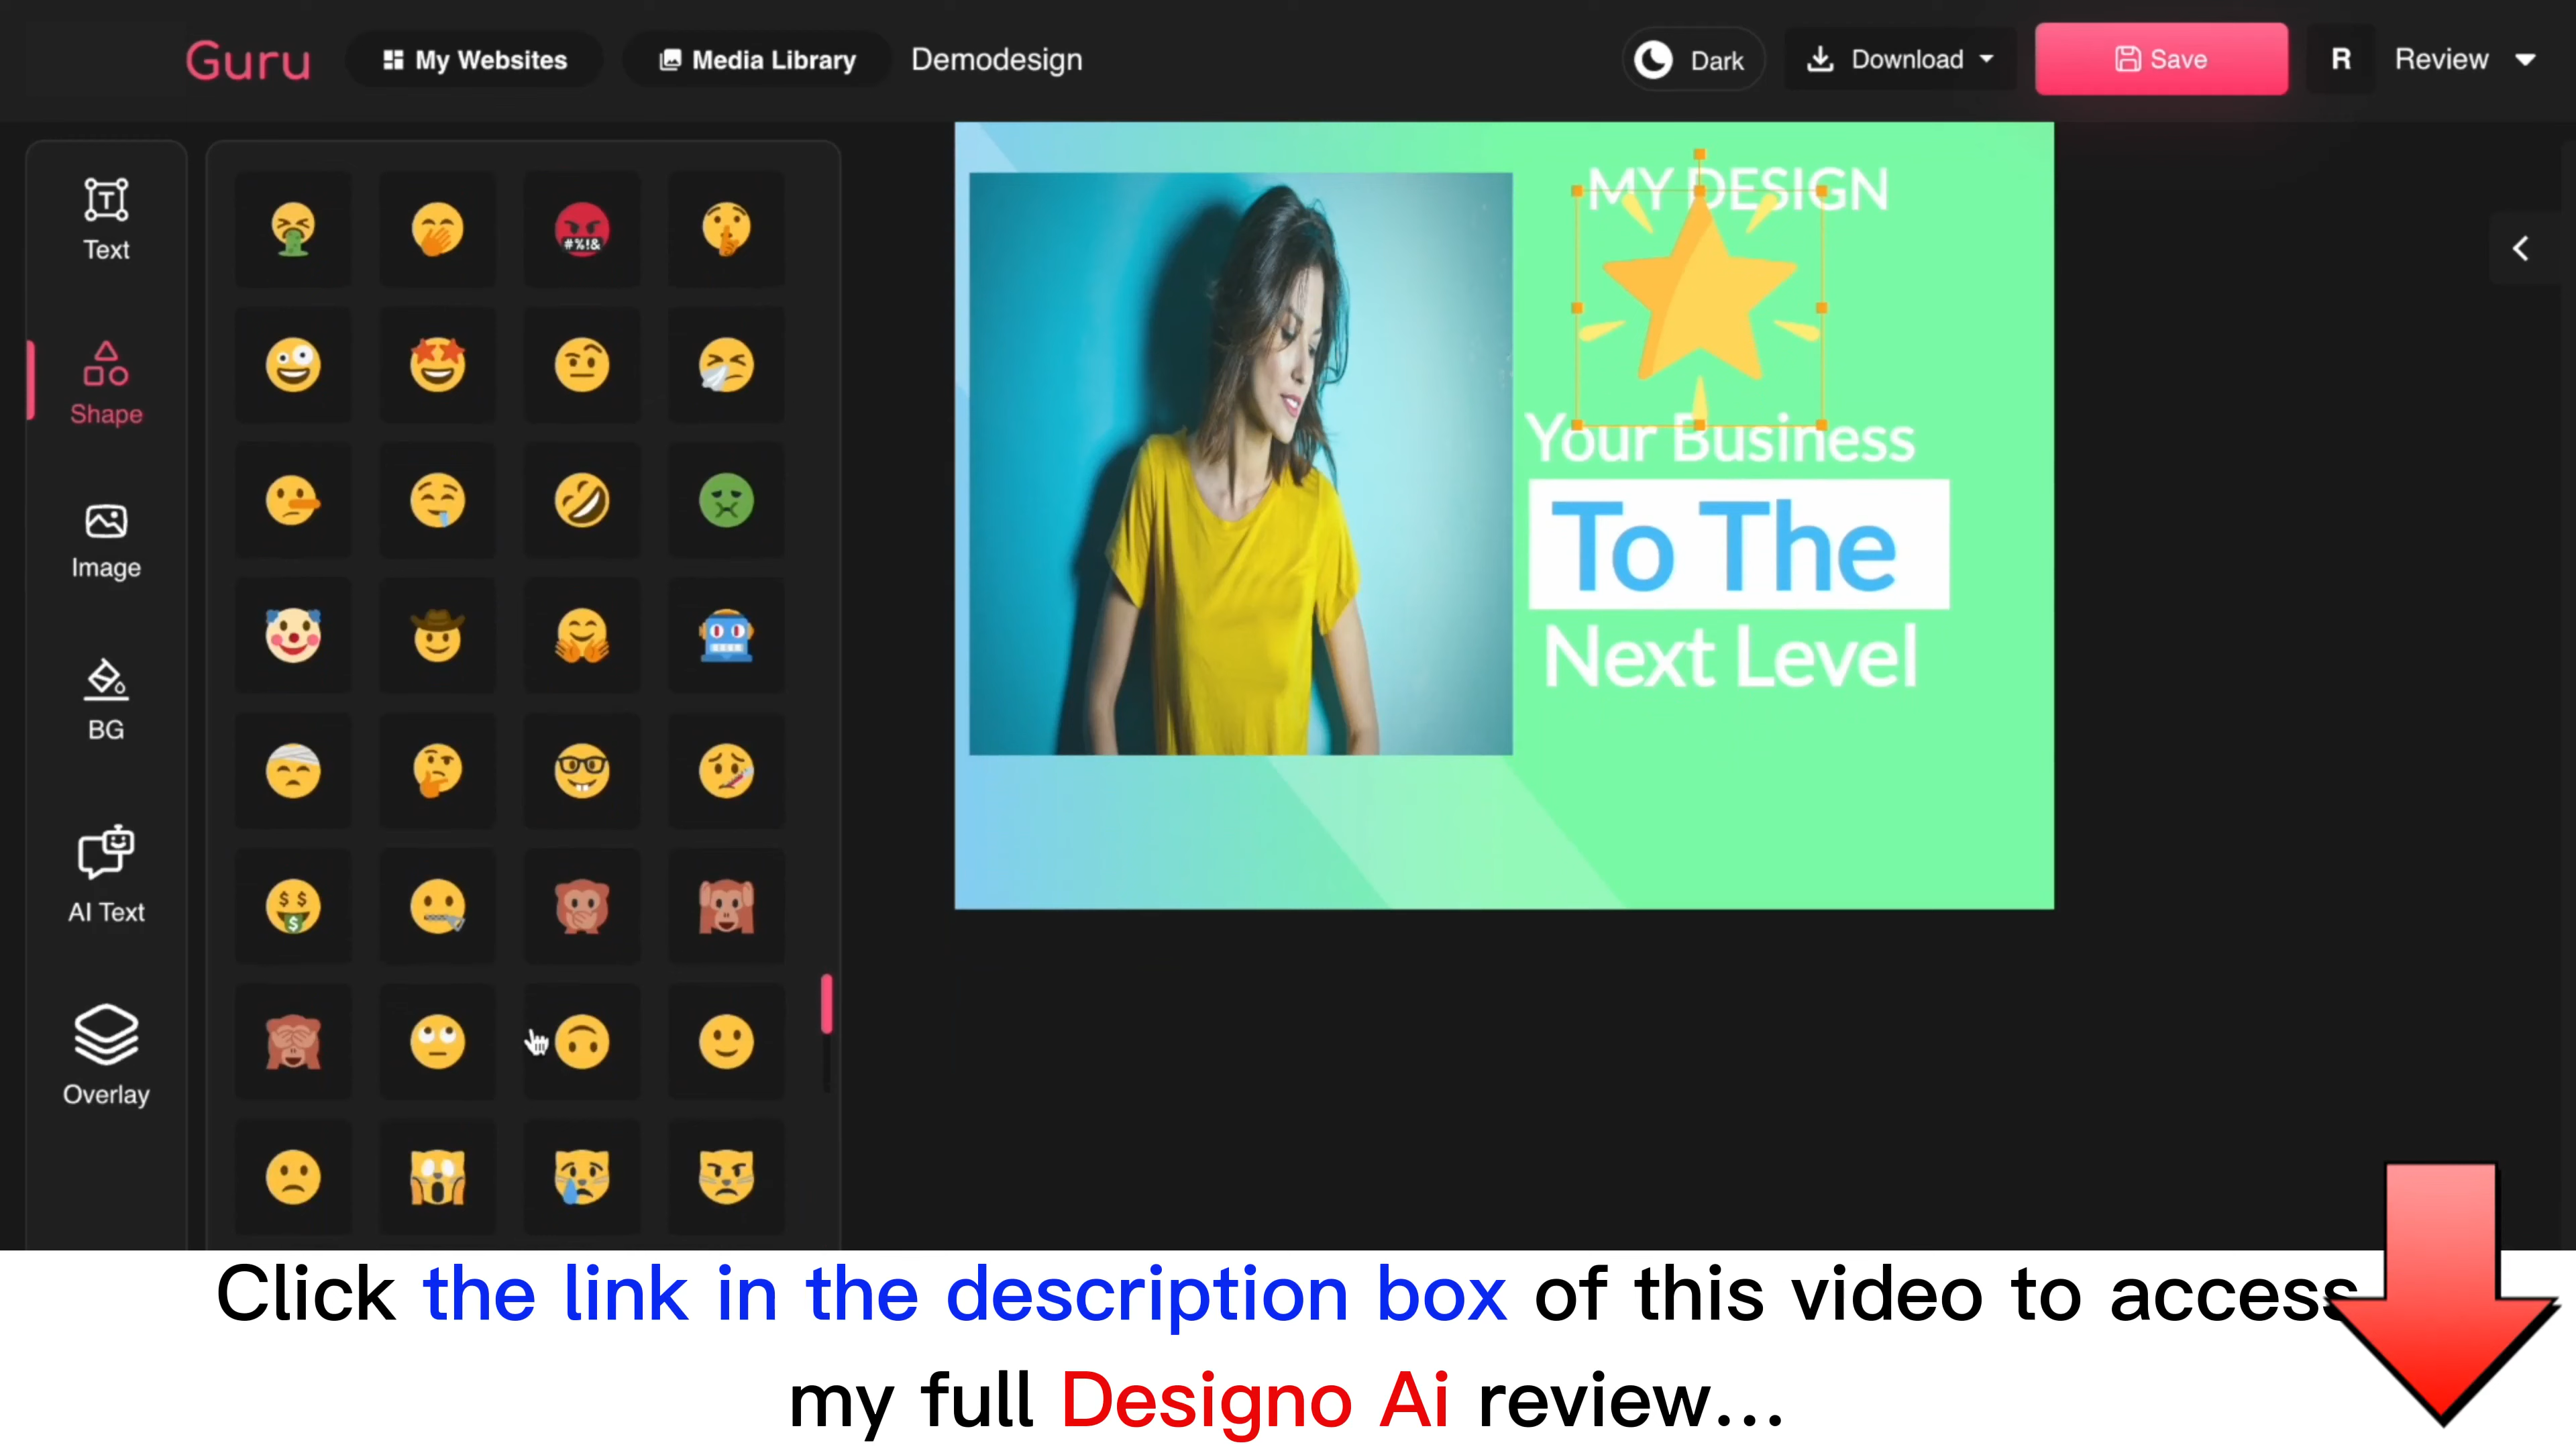 Guru
My Websites
Media Library
Demodesign
Dark
Download
Save
R
Review
Text
Shape
Image
BG
AI Text
Overlay
#%!&
$ $
$
MY DESIGN
Your Business
To The
Next Level
Click the link in the description box of this video to access
my full Designo Ai review...